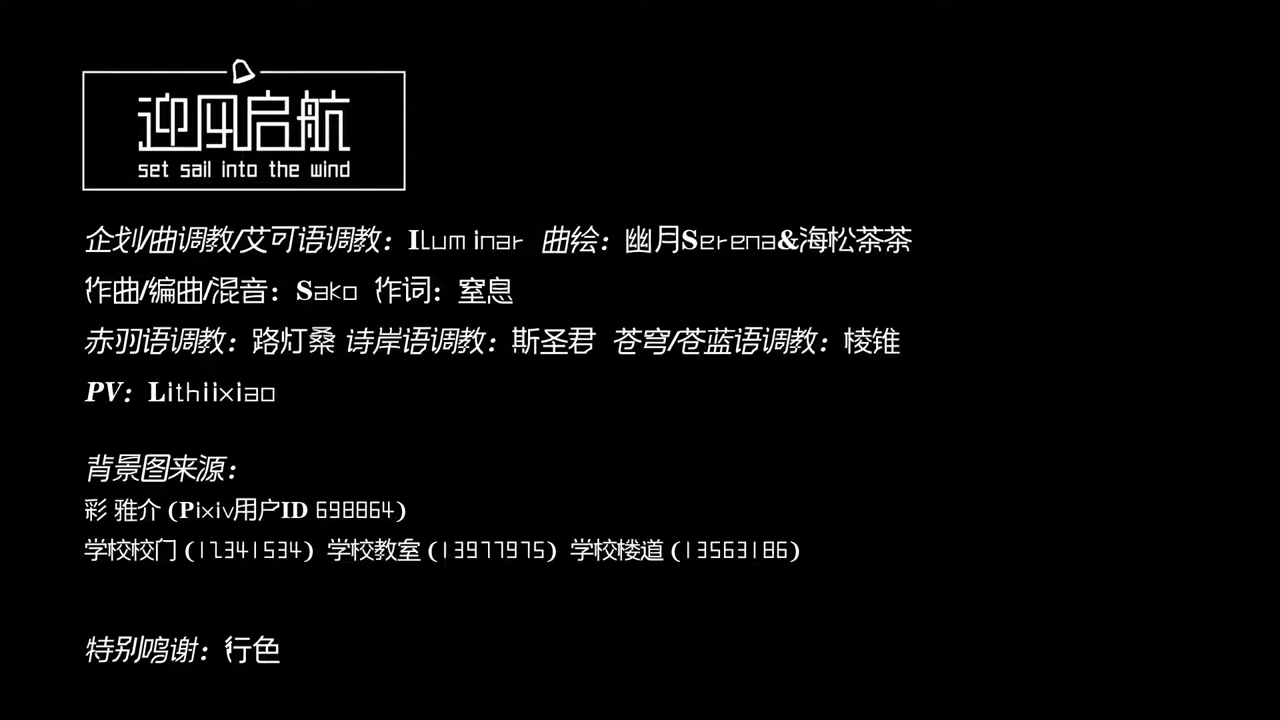 迎风启航
set sail into the wind
企划/曲调教/艾可语调教：ILuminar 曲绘：幽月Serena&海松茶茶
作曲/编曲/混音：Sako 作词：窒息
赤羽语调教：路灯桑 诗岸语调教：斯圣君 苍穹/苍蓝语调教：棱锥
PV：Lithiixiao
背景图来源：
彩 雅介 (Pixiv用户ID 698864)
学校校门 (12341534) 学校教室 (13977975) 学校楼道 (13563186)
特别鸣谢：行色